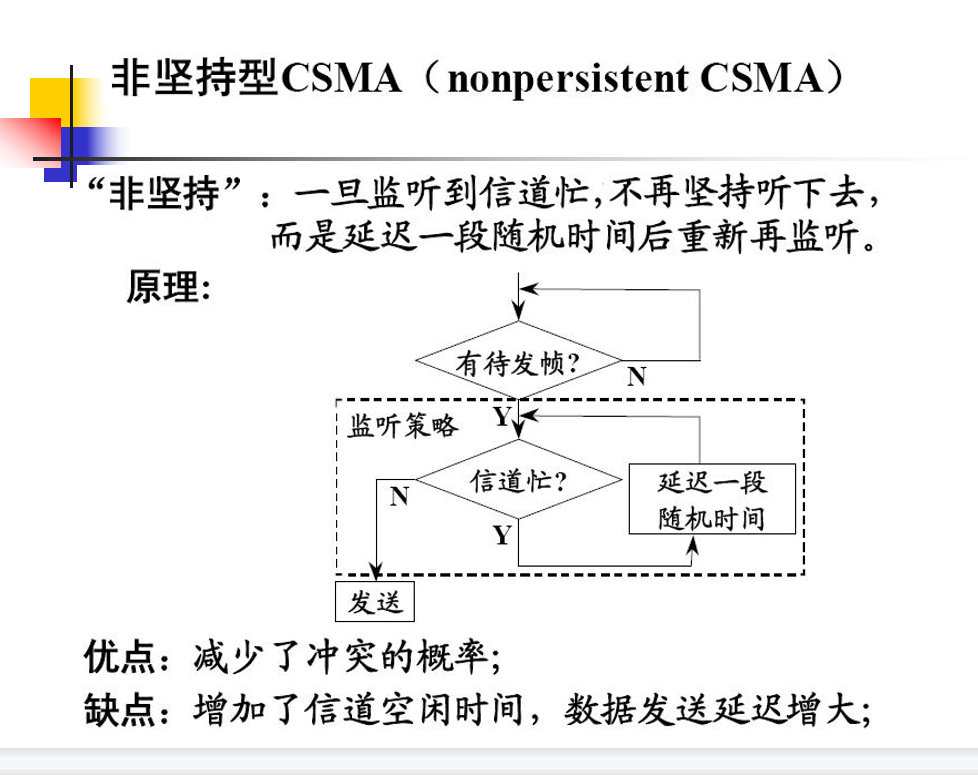 非坚持型CSMA（nonpersistent CSMA）
“非坚持”：一旦监听到信道忙,不再坚持听下去，
而是延迟一段随机时间后重新再监听。
原理:
有待发帧?
N
监听策略
Y
信道忙?
N
Y
延迟一段
随机时间
发送
优点：减少了冲突的概率;
缺点：增加了信道空闲时间，数据发送延迟增大;